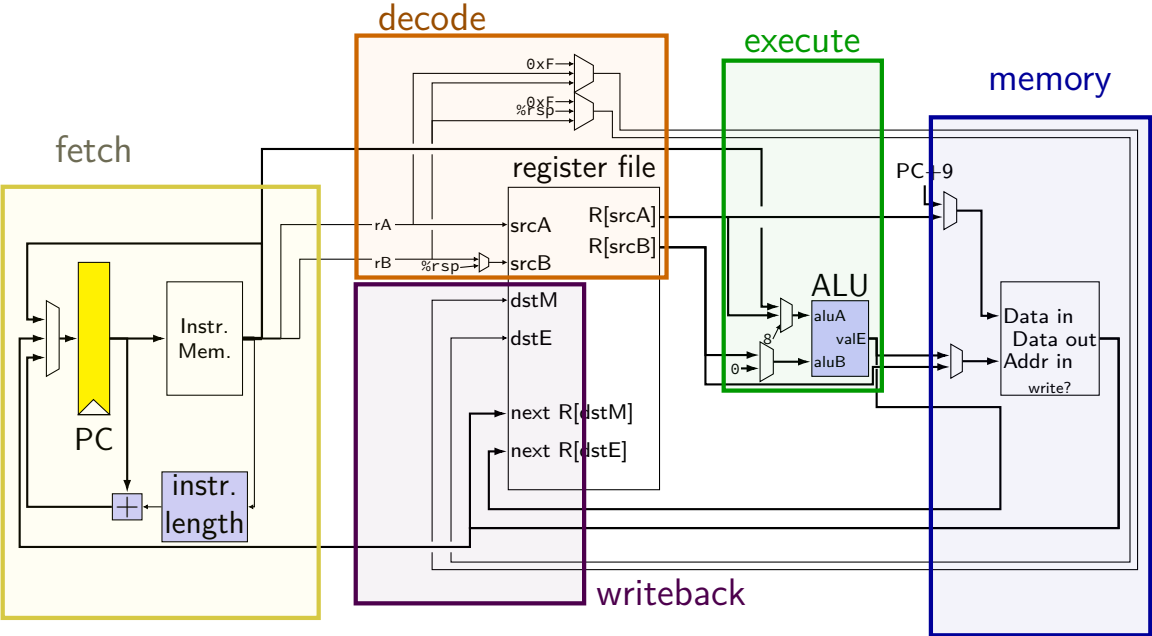 decode
execute
memory
fetch
writeback
0xF
0xF
%rsp
register file
PC+9
rA
srcA
R[srcA]
R[srcB]
rB
%rsp
srcB
dstM
dstE
next R[dstM]
next R[dstE]
Instr.
Mem.
PC
+
instr.
length
ALU
aluA
valE
aluB
8
0
Data in
Data out
Addr in
write?